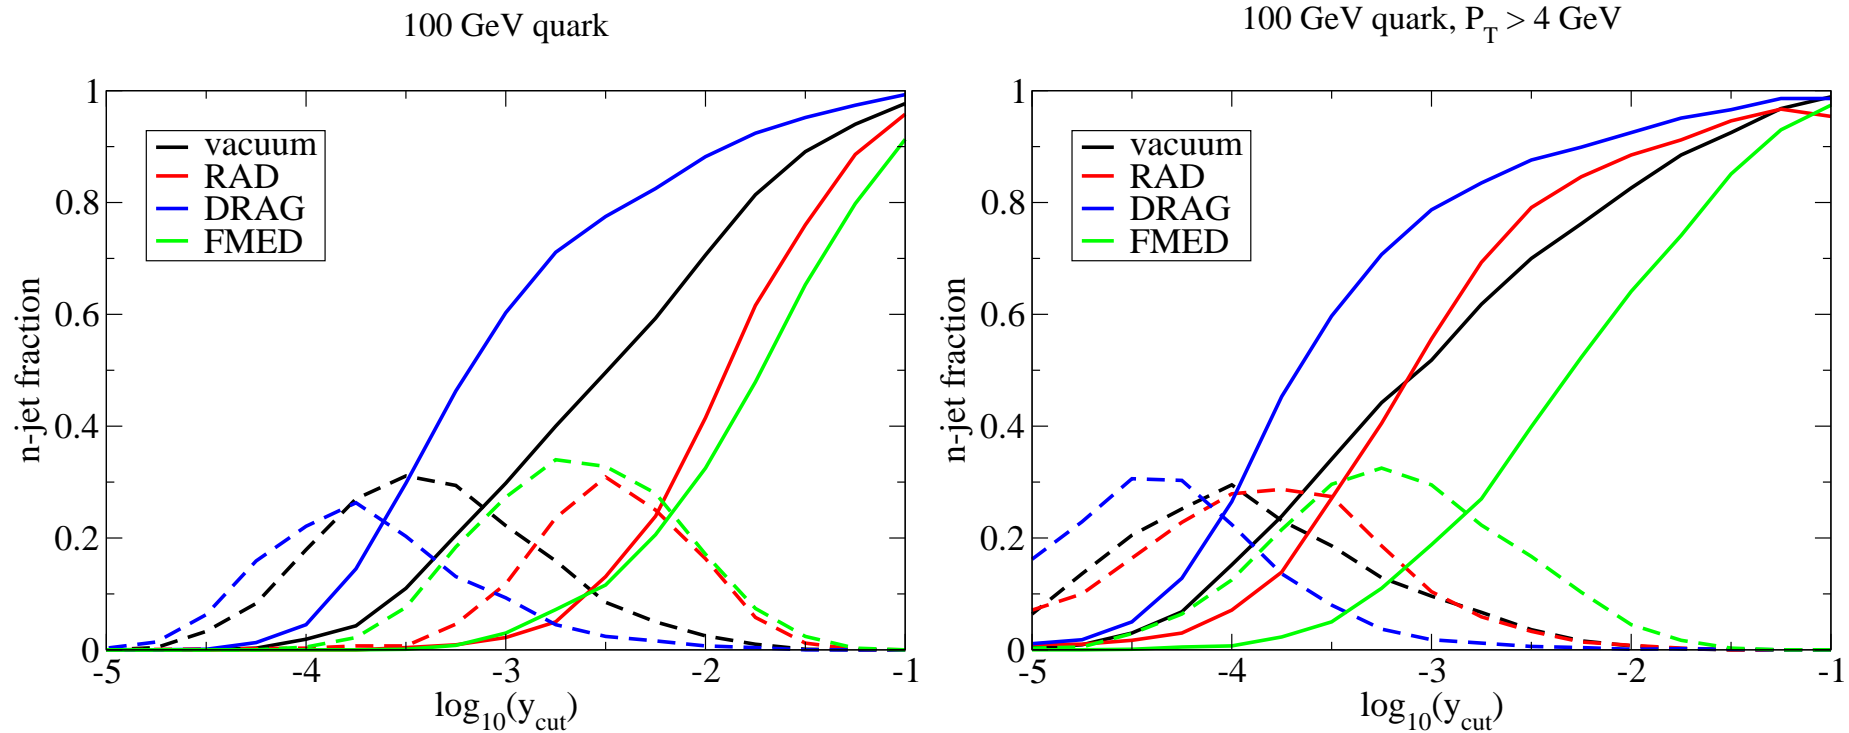 100 GeV quark
n-jet fraction
1
0.8
0.6
0.4
0.2
0
vacuum
RAD
DRAG
FMED
-5 -4 -3 -2 -1
log10(ycut)
100 GeV quark, PT > 4 GeV
n-jet fraction
1
0.8
0.6
0.4
0.2
0
vacuum
RAD
DRAG
FMED
-5 -4 -3 -2 -1
log10(ycut)